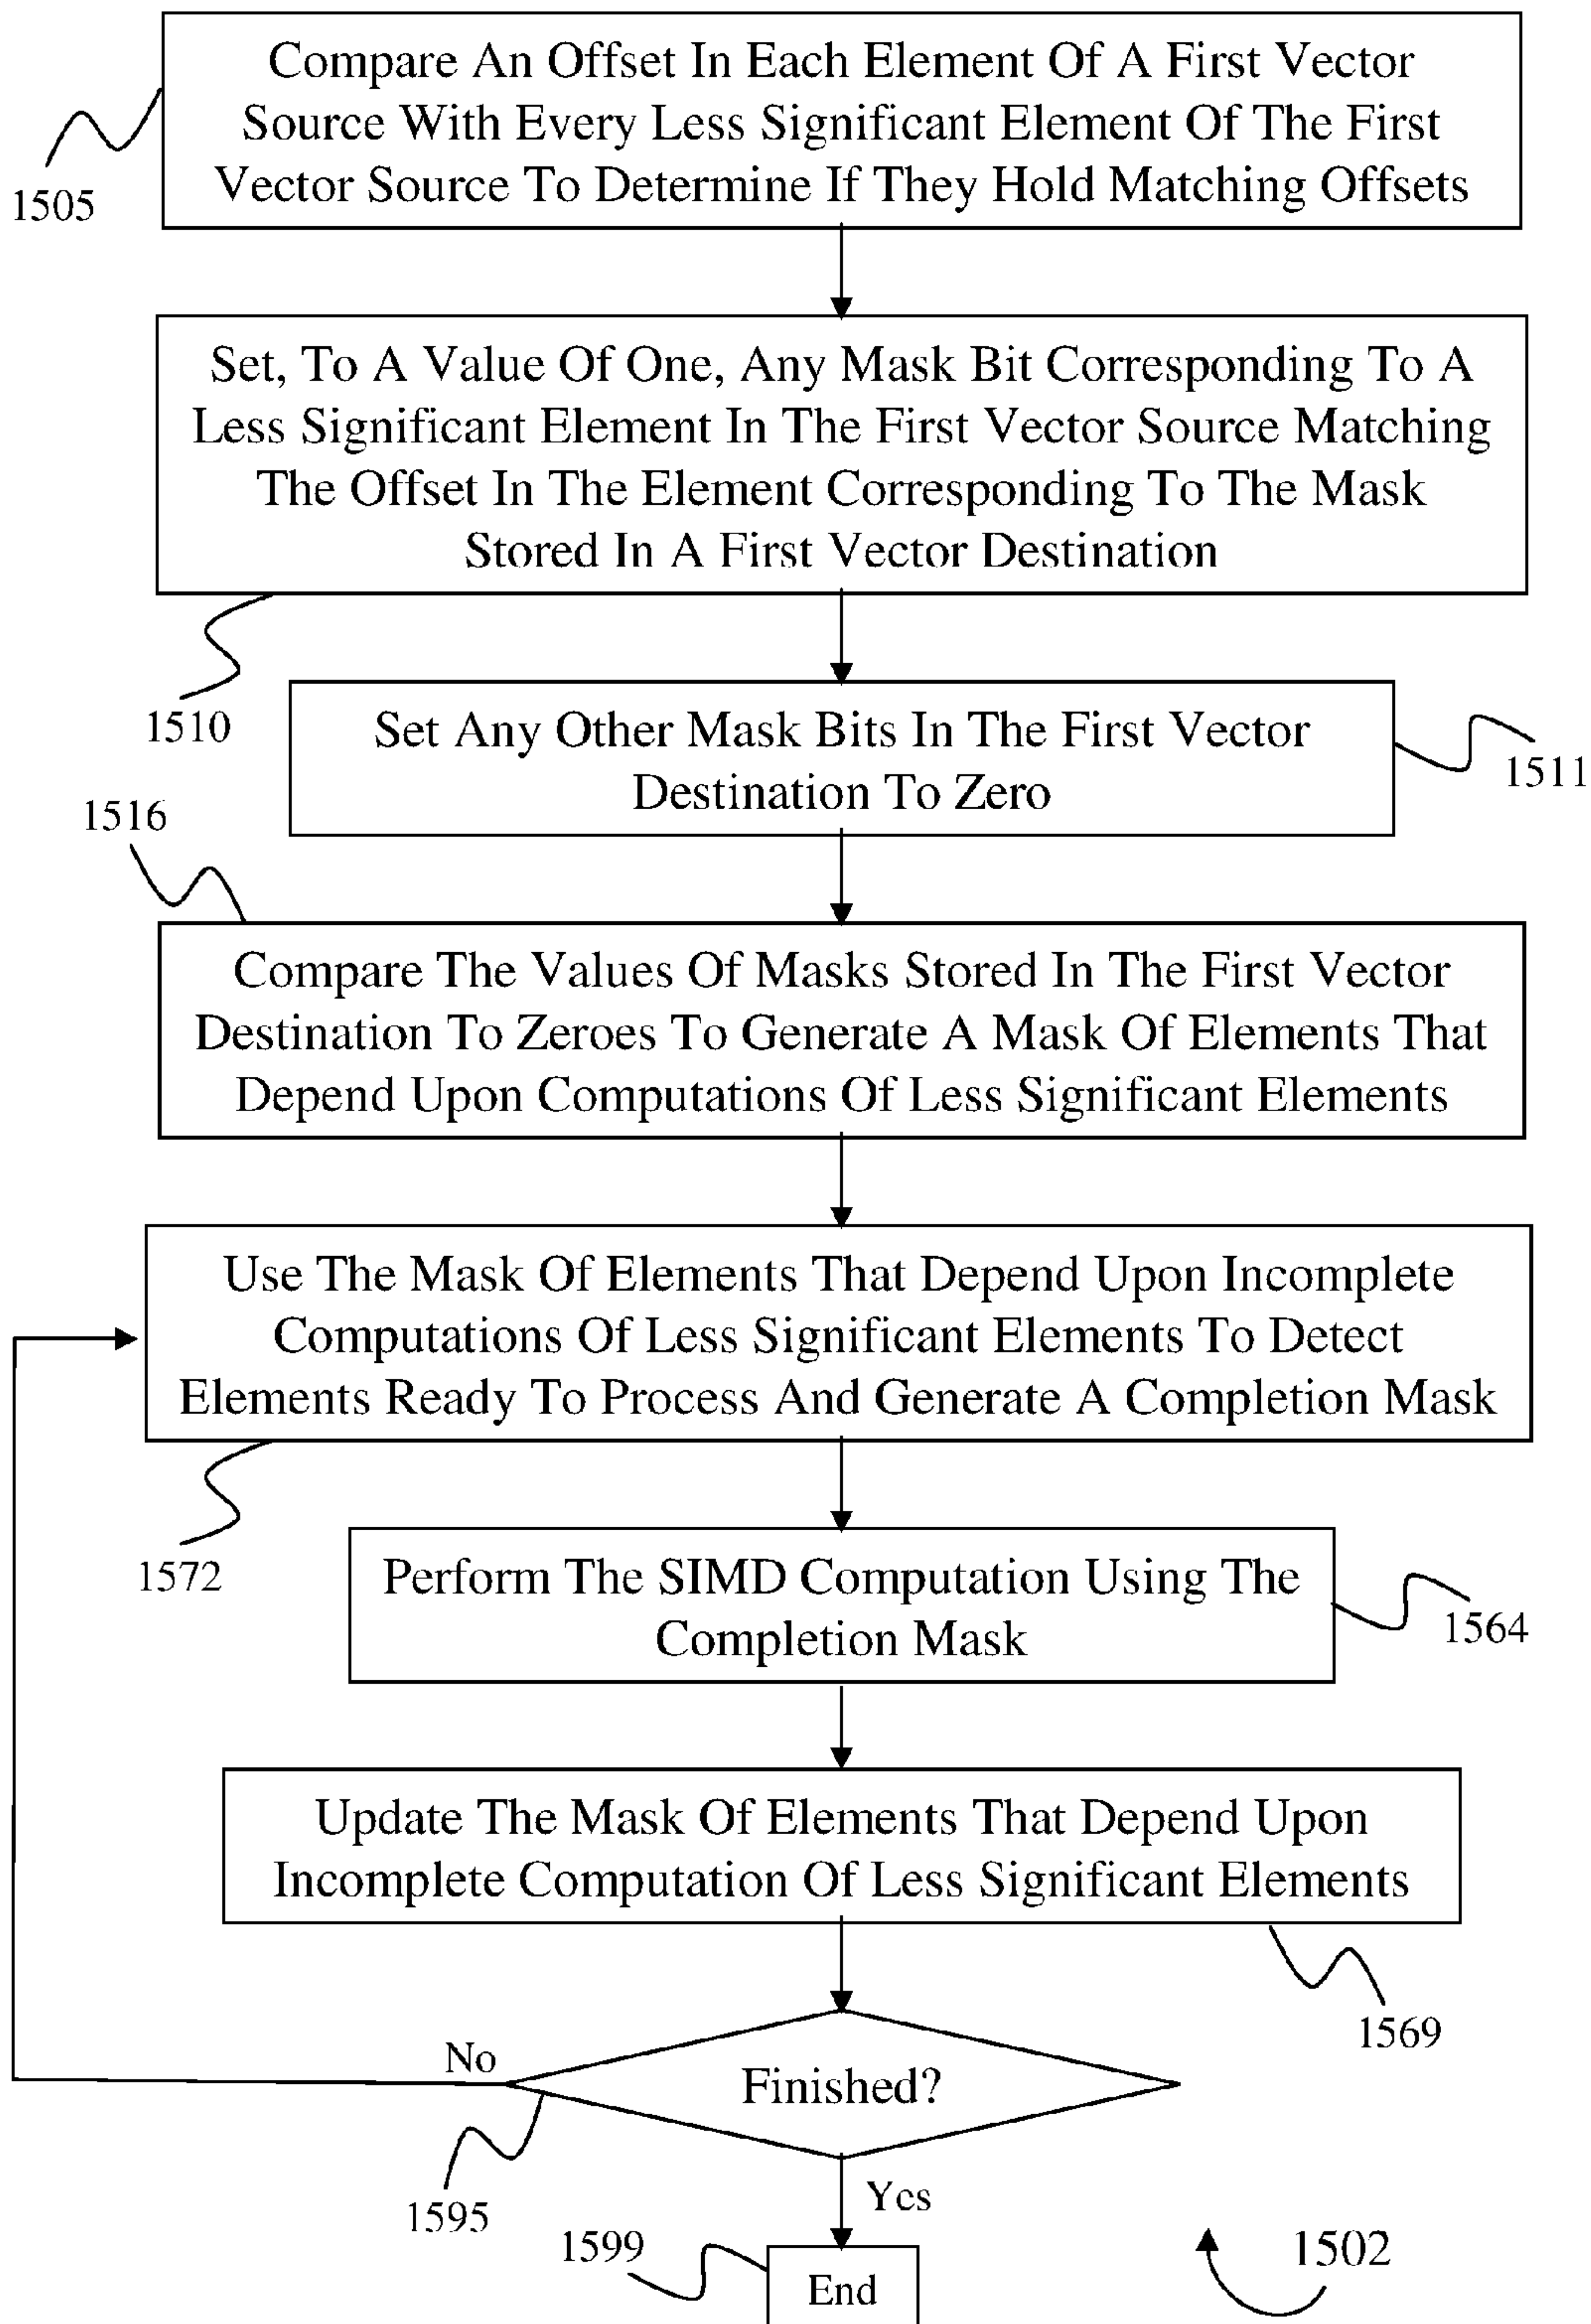 Compare An Offset In Each Element Of A First Vector
Source With Every Less Significant Element Of The First
Vector Source To Determine If They Hold Matching Offsets
1505
Set, To A Value Of One, Any Mask Bit Corresponding To A
Less Significant Element In The First Vector Source Matching
The Offset In The Element Corresponding To The Mask
Stored In A First Vector Destination
1510
Set Any Other Mask Bits In The First Vector
Destination To Zero
1511
1516
Compare The Values Of Masks Stored In The First Vector
Destination To Zeroes To Generate A Mask Of Elements That
Depend Upon Computations Of Less Significant Elements
Use The Mask Of Elements That Depend Upon Incomplete
Computations Of Less Significant Elements To Detect
Elements Ready To Process And Generate A Completion Mask
1572
Perform The SIMD Computation Using The
Completion Mask
1564
Update The Mask Of Elements That Depend Upon
Incomplete Computation Of Less Significant Elements
1569
No
Finished?
1595
Yes
1599
End
1502